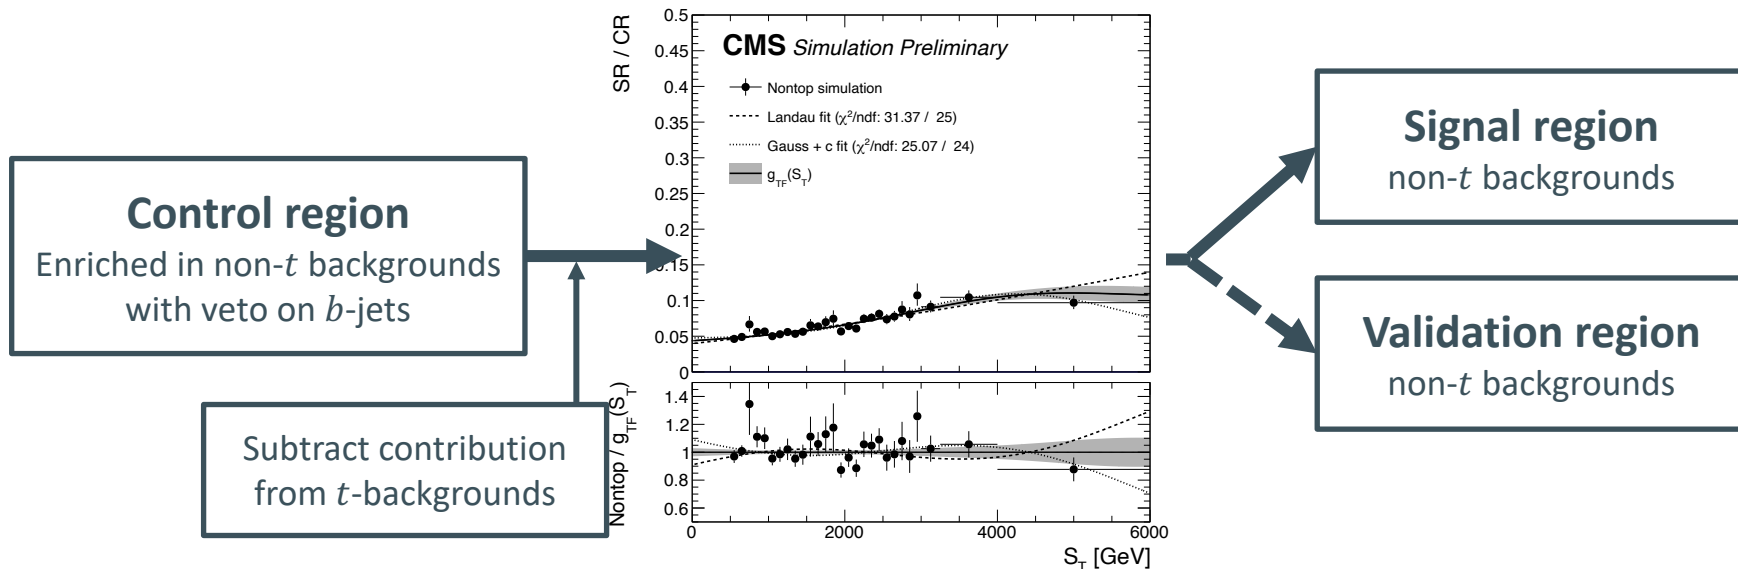 Control region
Enriched in non-t backgrounds
with veto on b-jets
Subtract contribution
from t-backgrounds
SR / CR
0.5
0.45
0.4
0.35
0.3
0.25
0.2
0.15
0.1
0.05
0
CMS Simulation Preliminary
Nontop simulation
Landau fit (χ²/ndf: 31.37 / 25)
Gauss + c fit (χ²/ndf: 25.07 / 24)
g_TF(S_T)
Nontop / g_TF(S_T)
1.4
1.2
1
0.8
0.6
0 2000 4000 6000
S_T [GeV]
Signal region
non-t backgrounds
Validation region
non-t backgrounds